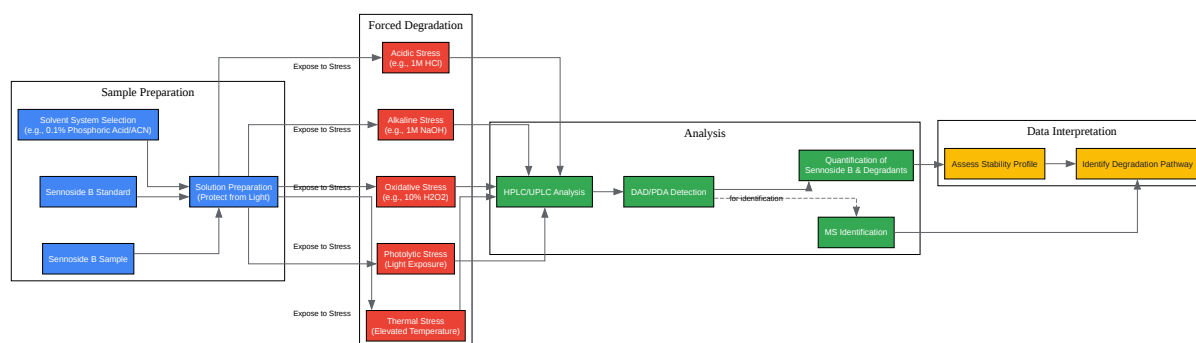 Sample Preparation
Solvent System Selection
(e.g., 0.1% Phosphoric Acid/ACN)
Sennoside B Standard
Sennoside B Sample
Solution Preparation
(Protect from Light)
Expose to Stress
Expose to Stress
Expose to Stress
Expose to Stress
Expose to Stress
Forced Degradation
Acidic Stress
(e.g., 1M HCl)
Alkaline Stress
(e.g., 1M NaOH)
Oxidative Stress
(e.g., 10% H2O2)
Photolytic Stress
(Light Exposure)
Thermal Stress
(Elevated Temperature)
Analysis
HPLC/UPLC Analysis
DAD/PDA Detection
for identification
Quantification of
Sennoside B & Degradants
MS Identification
Data Interpretation
Assess Stability Profile
Identify Degradation Pathway